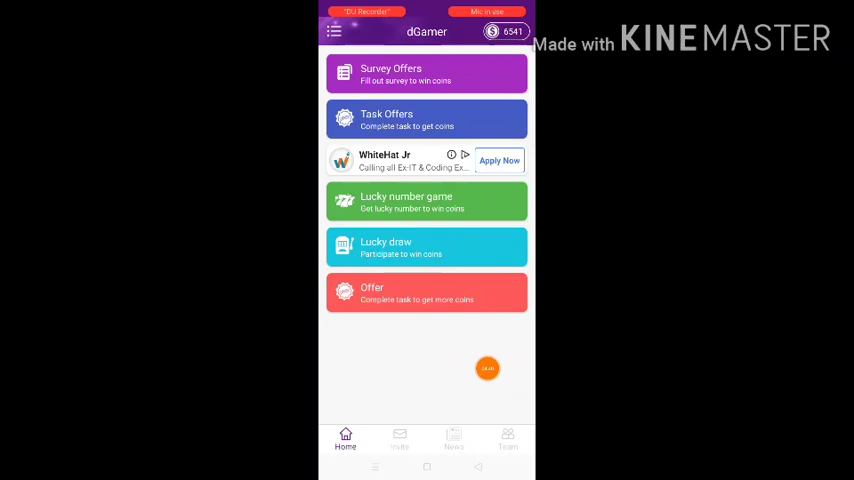 "DU Recorder"
Mic in use
dGamer
6541
Made with KINEMASTER
Survey Offers
Fill out survey to win coins
Task Offers
Complete task to get coins
WhiteHat Jr
Calling all Ex-IT & Coding Ex...
Apply Now
Lucky number game
Get lucky number to win coins
Lucky draw
Participate to win coins
Offer
Complete task to get more coins
Home
Invite
News
Team